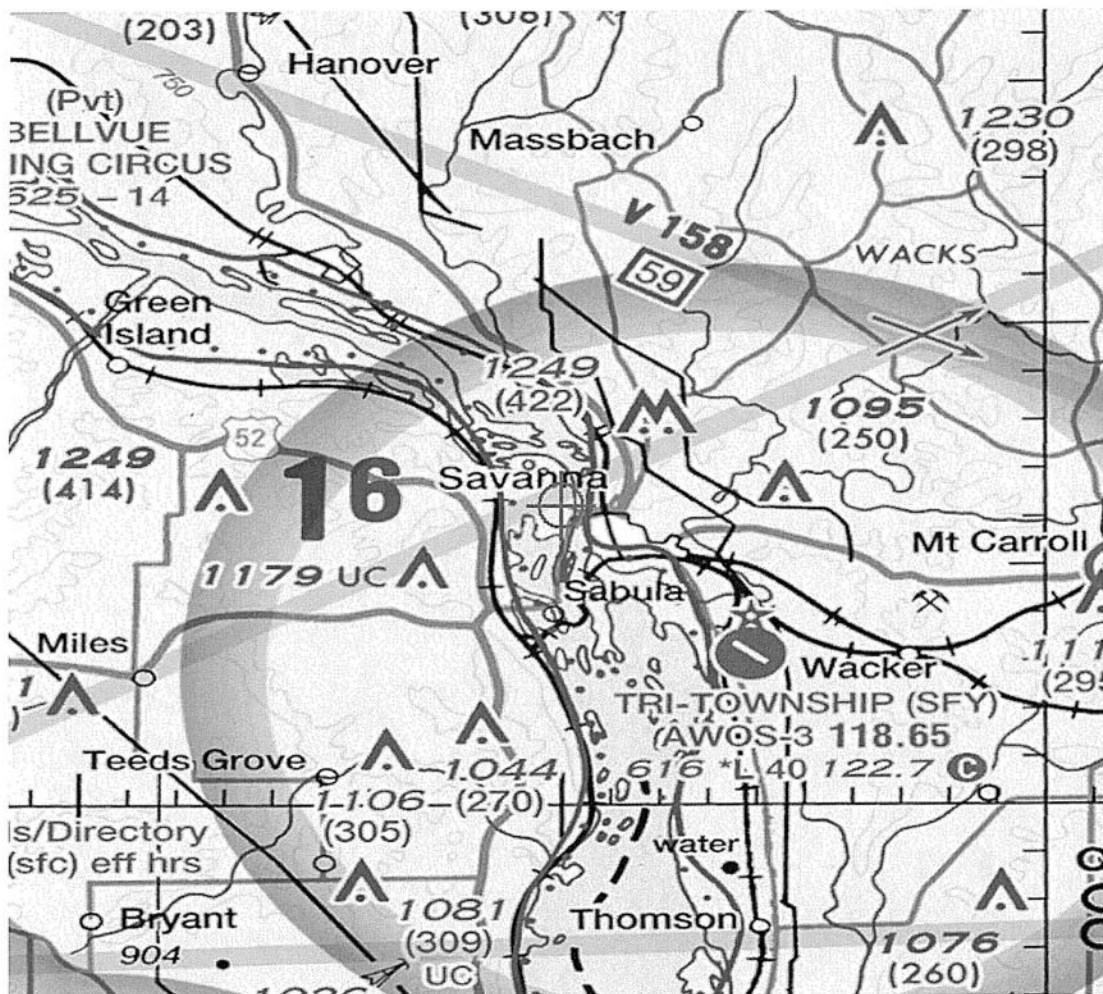 (203)
(308)
Hanover
750
(Pvt)
BELLVUE
ING CIRCUS
625 – 14
Massbach
1230
(298)
V 158
59
WACKS
Green
Island
1249
(422)
1095
(250)
52
1249
(414)
16
Savanna
Mt Carroll
1179 UC
Sabula
Miles
Wacker
(295
TRI-TOWNSHIP (SFY)
AWOS-3 118.65
Teeds Grove
1044
(270)
616 *L 40 122.7 C
1106
(305)
ls/Directory
(sfc) eff hrs
water
Bryant
904
1081
(309)
UC
Thomson
1076
(260)